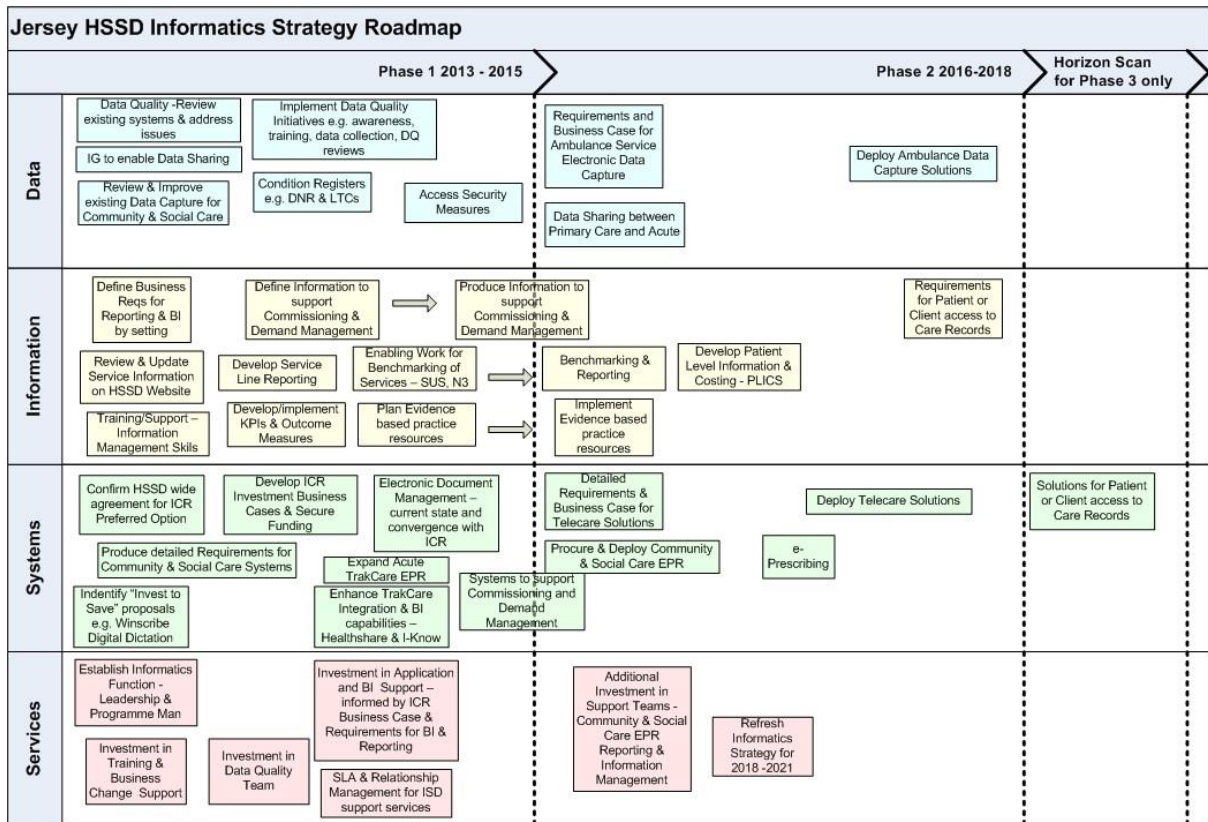 Jersey HSSD Informatics Strategy Roadmap
Phase 1 2013 - 2015
Phase 2 2016-2018
Horizon Scan
for Phase 3 only
Data
Data Quality -Review
existing systems & address
issues
Implement Data Quality
Initiatives e.g. awareness,
training, data collection, DQ
reviews
IG to enable Data Sharing
Review & Improve
existing Data Capture for
Community & Social Care
Condition Registers
e.g. DNR & LTCs
Access Security
Measures
Requirements and
Business Case for
Ambulance Service
Electronic Data
Capture
Deploy Ambulance Data
Capture Solutions
Data Sharing between
Primary Care and Acute
Information
Define Business
Reqs for
Reporting & BI
by setting
Define Information to
support
Commissioning &
Demand Management
Produce Information to
support
Commissioning &
Demand Management
Requirements
for Patient or
Client access to
Care Records
Review & Update
Service Information
on HSSD Website
Develop Service
Line Reporting
Enabling Work for
Benchmarking of
Services – SUS, N3
Benchmarking &
Reporting
Develop Patient
Level Information &
Costing - PLICS
Training/Support –
Information
Management Skils
Develop/implement
KPIs & Outcome
Measures
Plan Evidence
based practice
resources
Implement
Evidence based
practice
resources
Systems
Confirm HSSD wide
agreement for ICR
Preferred Option
Develop ICR
Investment Business
Cases & Secure
Funding
Electronic Document
Management –
current state and
convergence with
ICR
Detailed
Requirements &
Business Case for
Telecare Solutions
Deploy Telecare Solutions
Solutions for Patient
or Client access to
Care Records
Produce detailed Requirements for
Community & Social Care Systems
Expand Acute
TrakCare EPR
Procure & Deploy Community
& Social Care EPR
e-
Prescribing
Indentify "Invest to
Save" proposals
e.g. Winscribe
Digital Dictation
Enhance TrakCare
Integration & BI
capabilities –
Healthshare & I-Know
Systems to support
Commissioning and
Demand
Management
Services
Establish Informatics
Function -
Leadership &
Programme Man
Investment in Application
and BI Support –
informed by ICR
Business Case &
Requirements for BI &
Reporting
Additional
Investment in
Support Teams -
Community & Social
Care EPR
Reporting &
Information
Management
Refresh
Informatics
Strategy for
2018 -2021
Investment in
Training &
Business
Change Support
Investment in
Data Quality
Team
SLA & Relationship
Management for ISD
support services